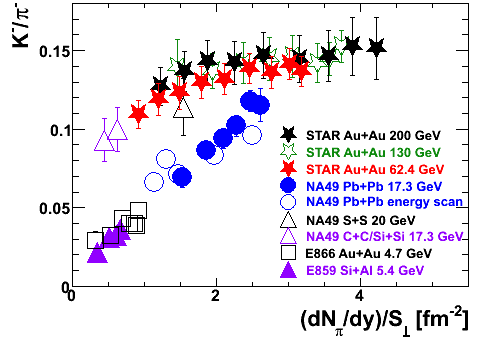 K⁻/π⁻
0.15
0.1
0.05
0
0
2
4
STAR Au+Au 200 GeV
STAR Au+Au 130 GeV
STAR Au+Au 62.4 GeV
NA49 Pb+Pb 17.3 GeV
NA49 Pb+Pb energy scan
NA49 S+S 20 GeV
NA49 C+C/Si+Si 17.3 GeV
E866 Au+Au 4.7 GeV
E859 Si+Al 5.4 GeV
(dN_π/dy)/S_⊥ [fm⁻²]